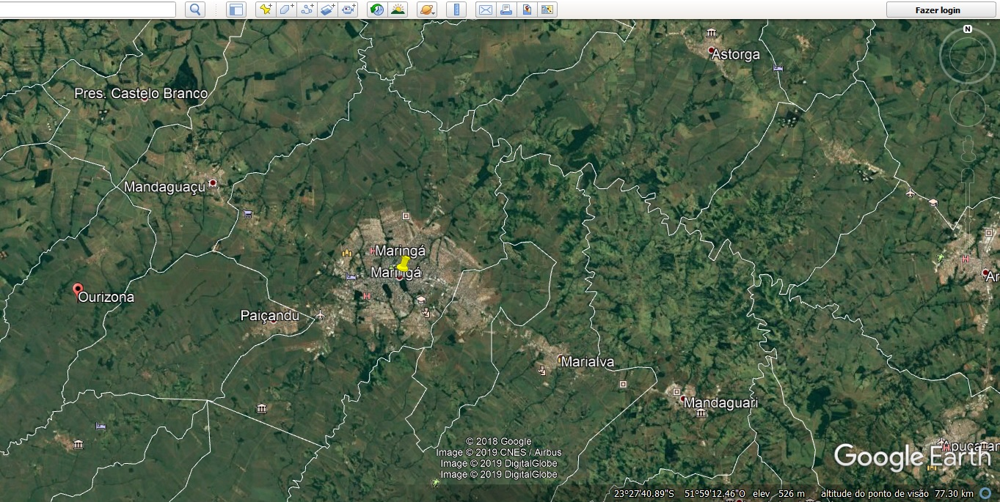 Fazer login
N
Astorga
Pres. Castelo Branco
Mandaguaçu
Maringá
Maringá
Ar
Ourizona
Paiçandu
Marialva
Mandaguari
© 2018 Google
Image © 2019 CNES / Airbus
Image © 2019 DigitalGlobe
Image © 2019 DigitalGlobe
Google Earth
23°27'40.89"S 51°59'12.46"O elev 526 m altitude do ponto de visão 77.30 km